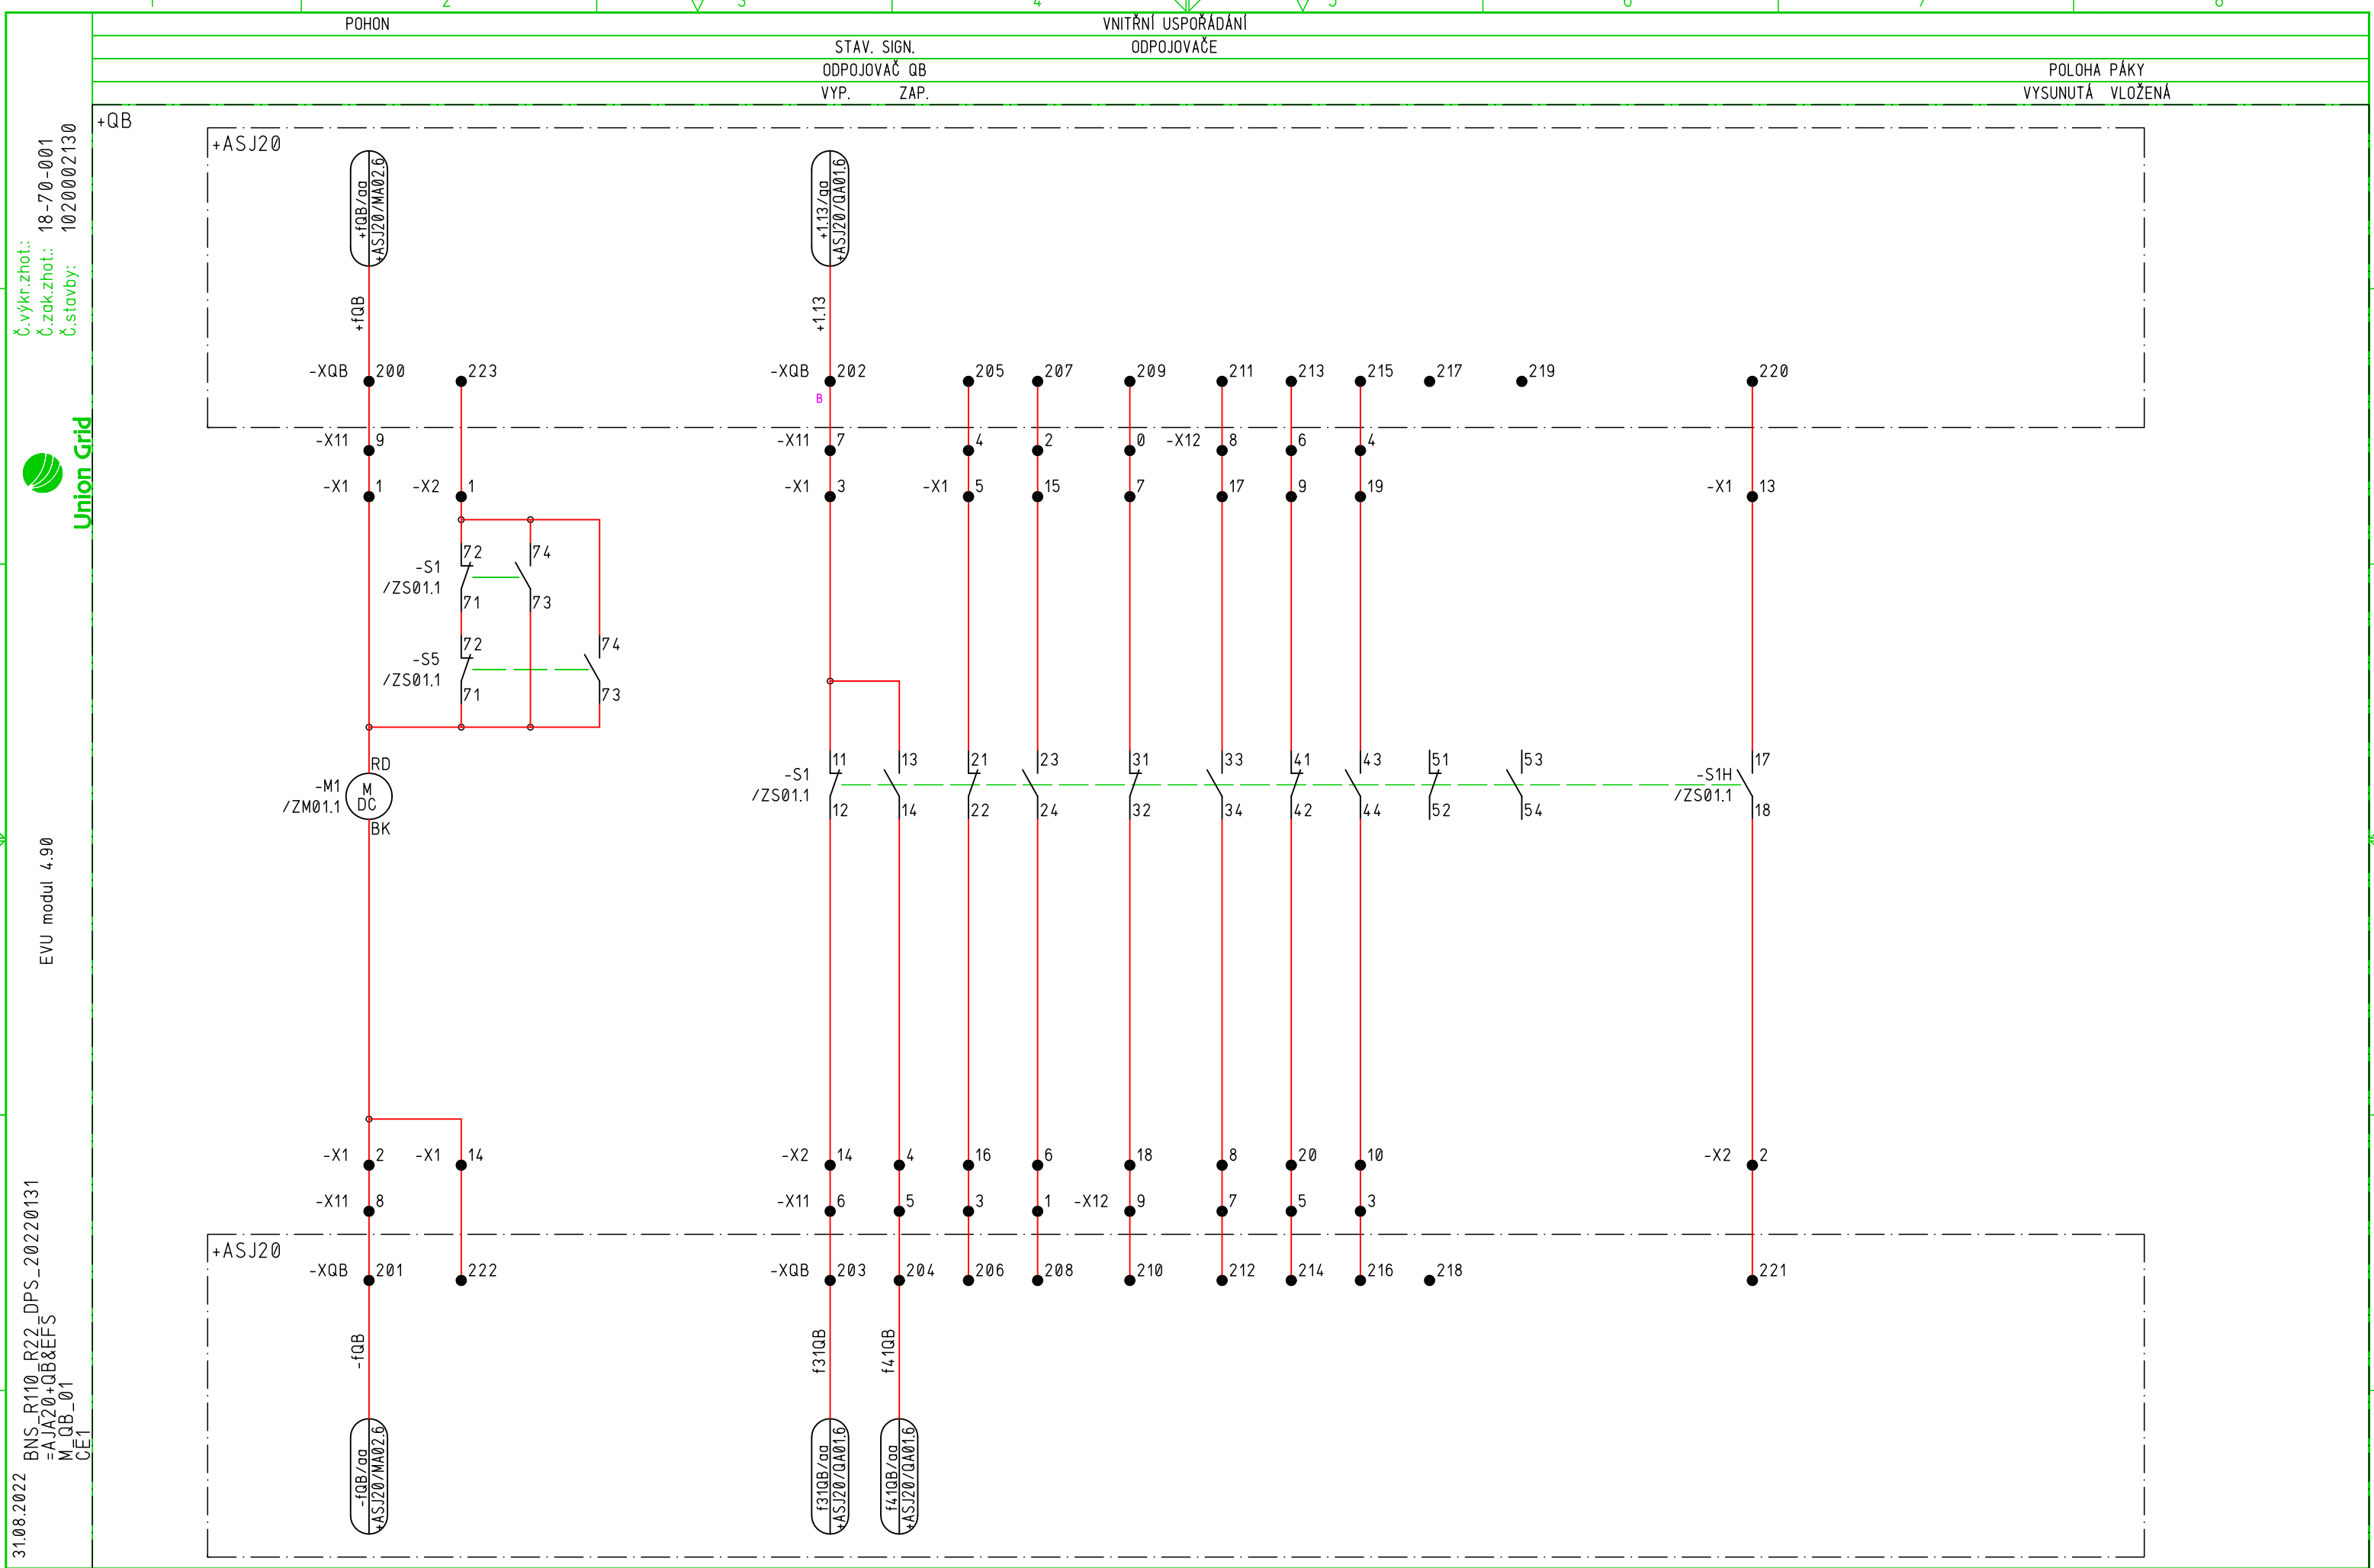 1 2 3 4 5 6 7 8
POHON VNITŘNÍ USPOŘÁDÁNÍ
STAV. SIGN. ODPOJOVAČE
ODPOJOVAČ QB POLOHA PÁKY
VYP. ZAP. VYSUNUTÁ VLOŽENÁ
Č.výkr.zhot.:
Č.zak.zhot.: 18-70-001
Č.stavby: 1020002130
Union Grid
EVU modul 4.90
BNS_R110_R22_DPS_20220131
=AJA20+QB&EFS
M_QB_01
CE1
31.08.2022
+QB
+ASJ20
+fQB/aa
+ASJ20/MA02.6
+1.13/qa
+ASJ20/QA01.6
+fQB
+1.13
-XQB 200 223 -XQB 202 205 207 209 211 213 215 217 219 220
B
-X11 9 -X11 7 4 2 0 -X12 8 6 4
-X1 1 -X2 1 -X1 3 -X1 5 15 7 17 9 19 -X1 13
72 74
-S1
/ZS01.1
71 73
72 74
-S5
/ZS01.1
71 73
RD
-M1
/ZM01.1
M
DC
BK
11 13 21 23 31 33 41 43 51 53 17
-S1 -S1H
/ZS01.1 /ZS01.1
12 14 22 24 32 34 42 44 52 54 18
-X1 2 -X1 14 -X2 14 4 16 6 18 8 20 10 -X2 2
-X11 8 -X11 6 5 3 1 -X12 9 7 5 3
+ASJ20
-XQB 201 222 -XQB 203 204 206 208 210 212 214 216 218 221
-fQB
f31QB
f41QB
-fQB/aa
+ASJ20/MA02.6
f31QB/aa
+ASJ20/QA01.6
f41QB/aa
+ASJ20/QA01.6